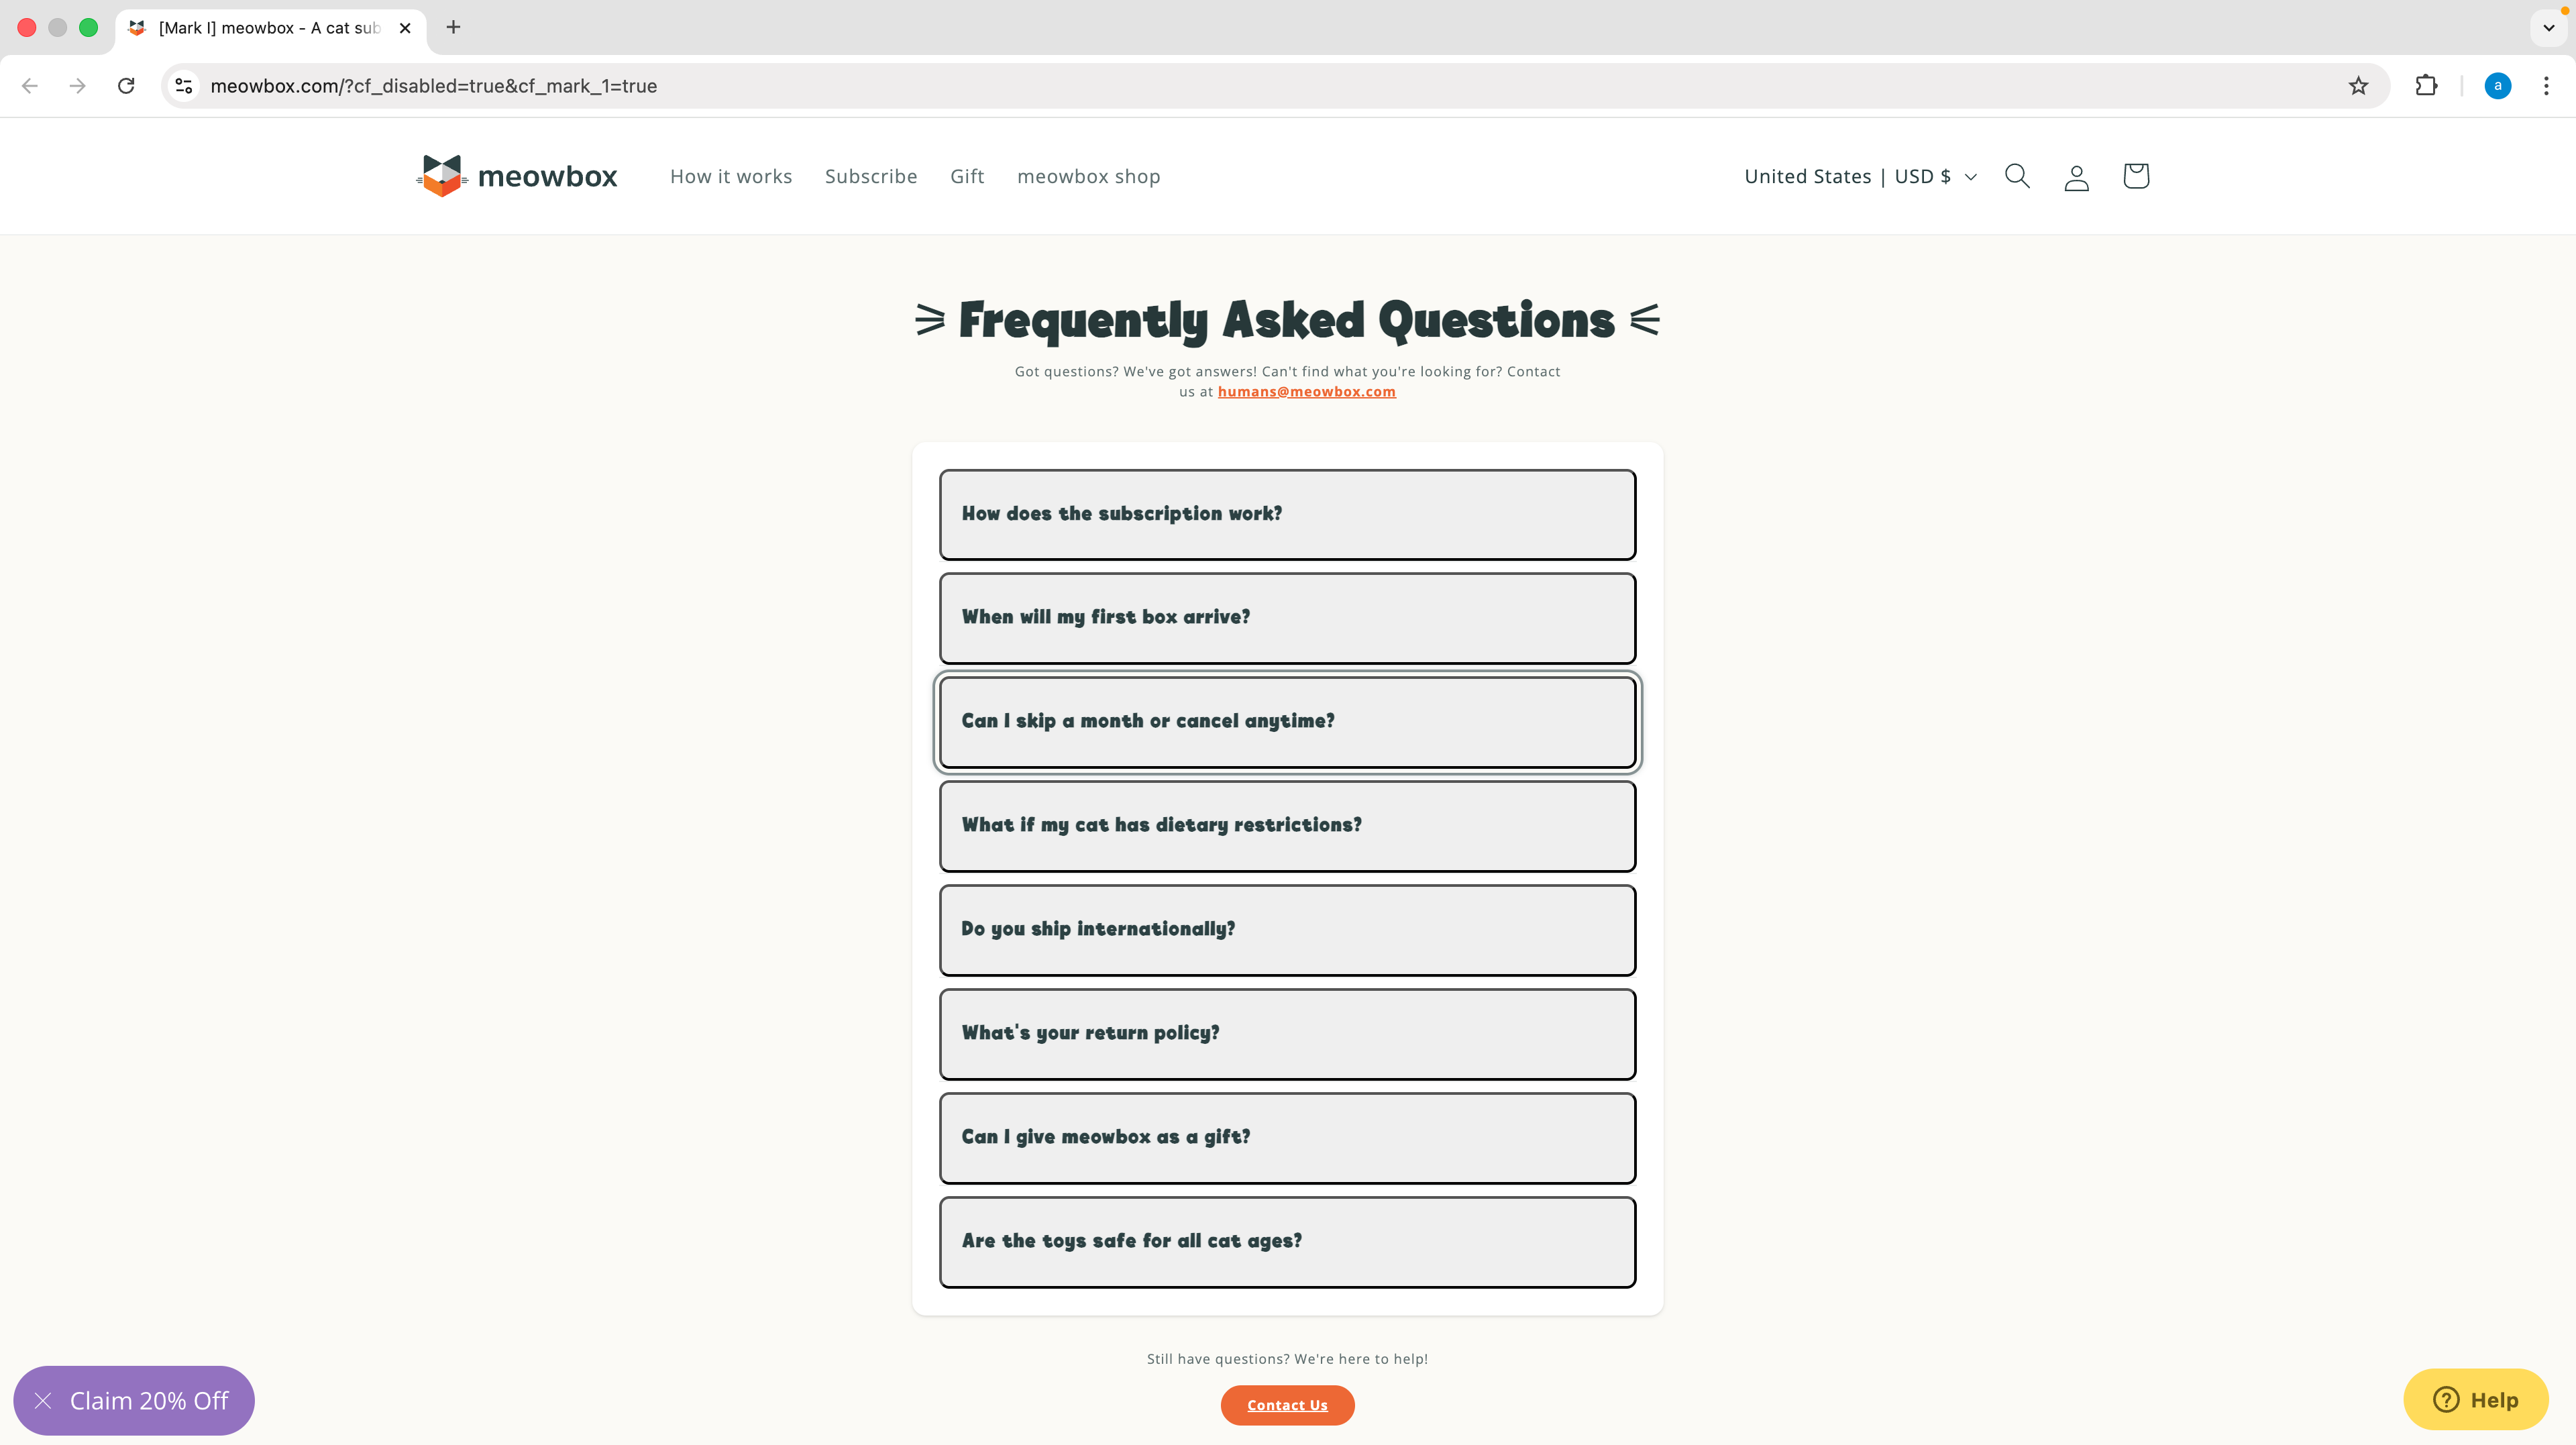 [Mark I] meowbox - A cat sub
meowbox.com/?cf_disabled=true&cf_mark_1=true
a
meowbox
How it works
Subscribe
Gift
meowbox shop
United States | USD $
Frequently Asked Questions
Got questions? We've got answers! Can't find what you're looking for? Contact
us at humans@meowbox.com
How does the subscription work?
When will my first box arrive?
Can I skip a month or cancel anytime?
What if my cat has dietary restrictions?
Do you ship internationally?
What's your return policy?
Can I give meowbox as a gift?
Are the toys safe for all cat ages?
Still have questions? We're here to help!
Contact Us
Claim 20% Off
Help